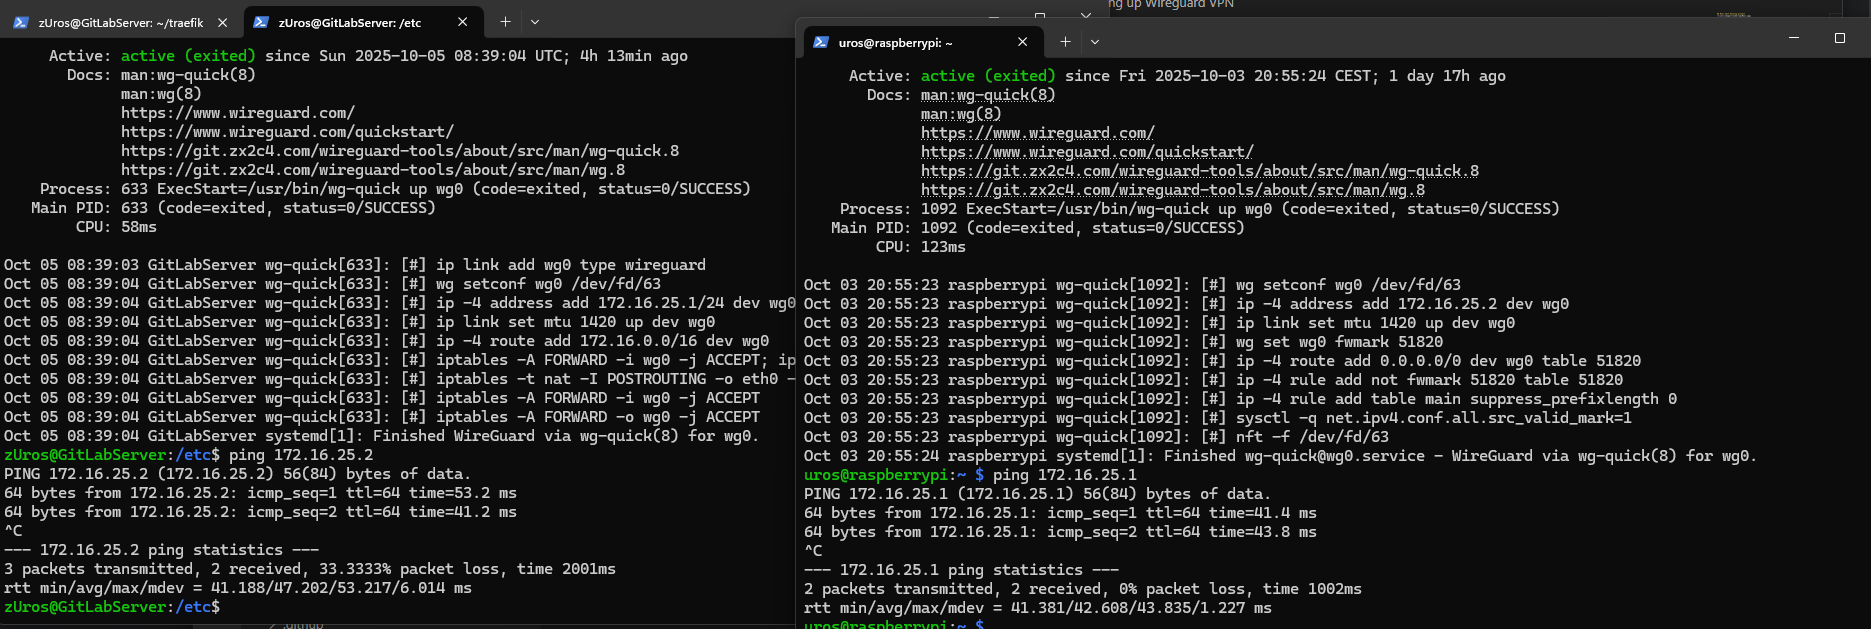 zUros@GitLabServer: ~/traefik
zUros@GitLabServer: /etc
Active: active (exited) since Sun 2025-10-05 08:39:04 UTC; 4h 13min ago
Docs: man:wg-quick(8)
man:wg(8)
https://www.wireguard.com/
https://www.wireguard.com/quickstart/
https://git.zx2c4.com/wireguard-tools/about/src/man/wg-quick.8
https://git.zx2c4.com/wireguard-tools/about/src/man/wg.8
Process: 633 ExecStart=/usr/bin/wg-quick up wg0 (code=exited, status=0/SUCCESS)
Main PID: 633 (code=exited, status=0/SUCCESS)
CPU: 58ms
Oct 05 08:39:03 GitLabServer wg-quick[633]: [#] ip link add wg0 type wireguard
Oct 05 08:39:03 GitLabServer wg-quick[633]: [#] wg setconf wg0 /dev/fd/63
Oct 05 08:39:04 GitLabServer wg-quick[633]: [#] ip -4 address add 172.16.25.1/24 dev wg0
Oct 05 08:39:04 GitLabServer wg-quick[633]: [#] ip link set mtu 1420 up dev wg0
Oct 05 08:39:04 GitLabServer wg-quick[633]: [#] ip -4 route add 172.16.0.0/16 dev wg0
Oct 05 08:39:04 GitLabServer wg-quick[633]: [#] iptables -A FORWARD -i wg0 -j ACCEPT; ip
Oct 05 08:39:04 GitLabServer wg-quick[633]: [#] iptables -t nat -I POSTROUTING -o eth0 -
Oct 05 08:39:04 GitLabServer wg-quick[633]: [#] iptables -A FORWARD -i wg0 -j ACCEPT
Oct 05 08:39:04 GitLabServer wg-quick[633]: [#] iptables -A FORWARD -o wg0 -j ACCEPT
Oct 05 08:39:04 GitLabServer systemd[1]: Finished WireGuard via wg-quick(8) for wg0.
zUros@GitLabServer:/etc$ ping 172.16.25.2
PING 172.16.25.2 (172.16.25.2) 56(84) bytes of data.
64 bytes from 172.16.25.2: icmp_seq=1 ttl=64 time=53.2 ms
64 bytes from 172.16.25.2: icmp_seq=2 ttl=64 time=41.2 ms
^C
--- 172.16.25.2 ping statistics ---
3 packets transmitted, 2 received, 33.3333% packet loss, time 2001ms
rtt min/avg/max/mdev = 41.188/47.202/53.217/6.014 ms
zUros@GitLabServer:/etc$
.github
ng up Wireguard VPN
uros@raspberrypi: ~
Active: active (exited) since Fri 2025-10-03 20:55:24 CEST; 1 day 17h ago
Docs: man:wg-quick(8)
man:wg(8)
https://www.wireguard.com/
https://www.wireguard.com/quickstart/
https://git.zx2c4.com/wireguard-tools/about/src/man/wg-quick.8
https://git.zx2c4.com/wireguard-tools/about/src/man/wg.8
Process: 1092 ExecStart=/usr/bin/wg-quick up wg0 (code=exited, status=0/SUCCESS)
Main PID: 1092 (code=exited, status=0/SUCCESS)
CPU: 123ms
Oct 03 20:55:23 raspberrypi wg-quick[1092]: [#] wg setconf wg0 /dev/fd/63
Oct 03 20:55:23 raspberrypi wg-quick[1092]: [#] ip -4 address add 172.16.25.2 dev wg0
Oct 03 20:55:23 raspberrypi wg-quick[1092]: [#] ip link set mtu 1420 up dev wg0
Oct 03 20:55:23 raspberrypi wg-quick[1092]: [#] wg set wg0 fwmark 51820
Oct 03 20:55:23 raspberrypi wg-quick[1092]: [#] ip -4 route add 0.0.0.0/0 dev wg0 table 51820
Oct 03 20:55:23 raspberrypi wg-quick[1092]: [#] ip -4 rule add not fwmark 51820 table 51820
Oct 03 20:55:23 raspberrypi wg-quick[1092]: [#] ip -4 rule add table main suppress_prefixlength 0
Oct 03 20:55:23 raspberrypi wg-quick[1092]: [#] sysctl -q net.ipv4.conf.all.src_valid_mark=1
Oct 03 20:55:23 raspberrypi wg-quick[1092]: [#] nft -f /dev/fd/63
Oct 03 20:55:24 raspberrypi systemd[1]: Finished wg-quick@wg0.service - WireGuard via wg-quick(8) for wg0.
uros@raspberrypi:~ $ ping 172.16.25.1
PING 172.16.25.1 (172.16.25.1) 56(84) bytes of data.
64 bytes from 172.16.25.1: icmp_seq=1 ttl=64 time=41.4 ms
64 bytes from 172.16.25.1: icmp_seq=2 ttl=64 time=43.8 ms
^C
--- 172.16.25.1 ping statistics ---
2 packets transmitted, 2 received, 0% packet loss, time 1002ms
rtt min/avg/max/mdev = 41.381/42.608/43.835/1.227 ms
uros@raspberrypi:~ $